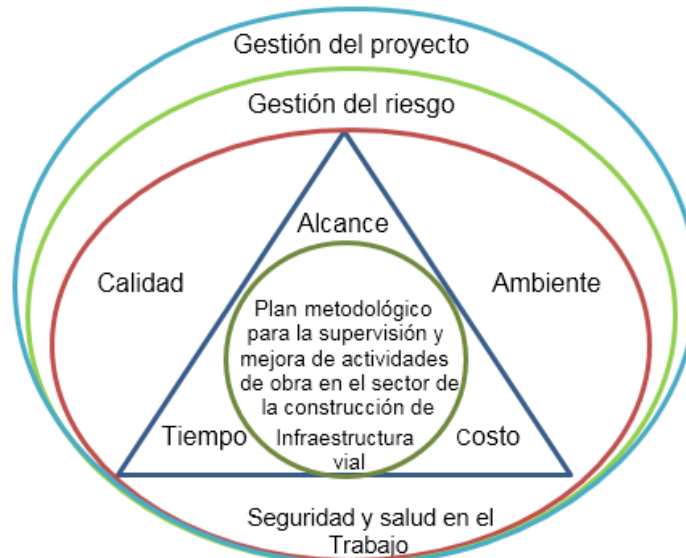 Gestión del proyecto
Gestión del riesgo
Alcance
Calidad
Ambiente
Plan metodológico
para la supervisión y
mejora de actividades
de obra en el sector de
la construcción de
Infraestructura
vial
Tiempo
Costo
Seguridad y salud en el
Trabajo